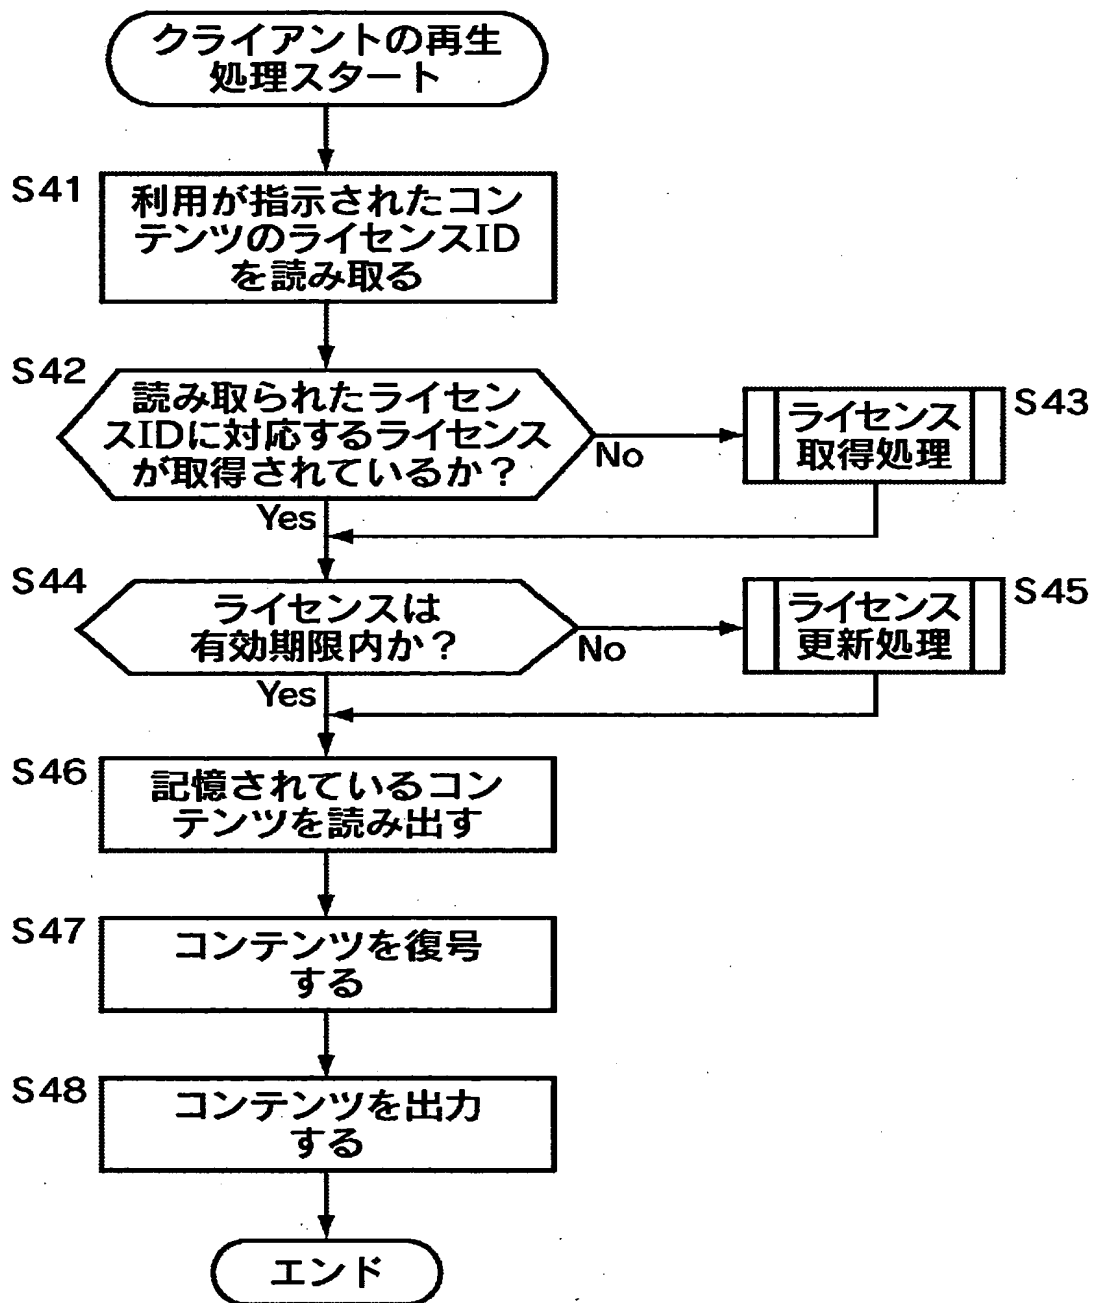 クライアントの再生
処理スタート
S41
利用が指示されたコン
テンツのライセンスID
を読み取る
S42
読み取られたライセン
スIDに対応するライセンス
が取得されているか？
No
S43
ライセンス
取得処理
Yes
S44
ライセンスは
有効期限内か？
No
S45
ライセンス
更新処理
Yes
S46
記憶されているコン
テンツを読み出す
S47
コンテンツを復号
する
S48
コンテンツを出力
する
エンド